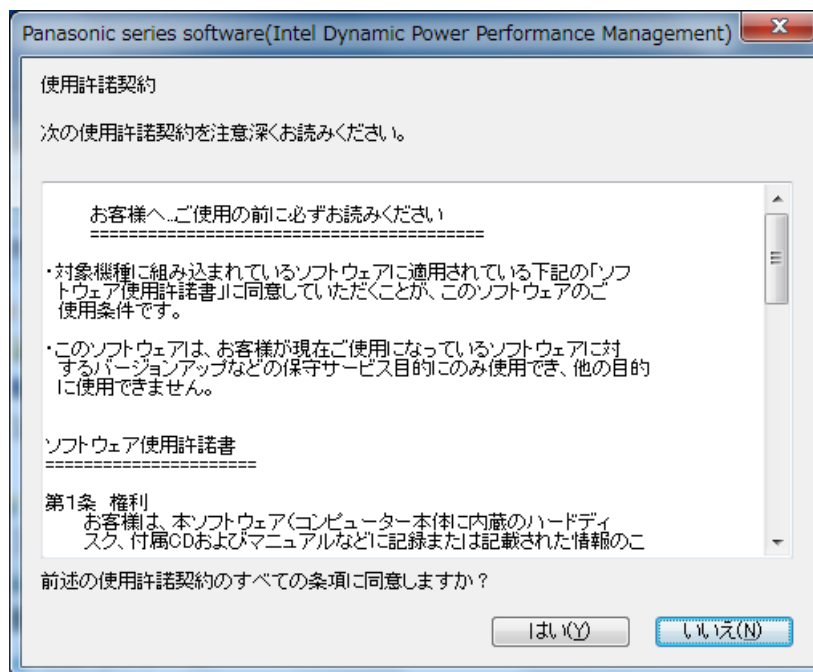 Panasonic series software(Intel Dynamic Power Performance Management)
使用許諾契約
次の使用許諾契約を注意深くお読みください。
お客様へ…ご使用の前に必ずお読みください
=========================================
・対象機種に組み込まれているソフトウェアに適用されている下記の「ソフ
トウェア使用許諾書」に同意していただくことが、このソフトウェアのご
使用条件です。
・このソフトウェアは、お客様が現在ご使用になっているソフトウェアに対
するバージョンアップなどの保守サービス目的にのみ使用でき、他の目的
に使用できません。
ソフトウェア使用許諾書
======================
第1条 権利
お客様は、本ソフトウェア(コンピューター本体に内蔵のハードディ
スク、付属CDおよびマニュアルなどに記録または記載された情報のこ
前述の使用許諾契約のすべての条項に同意しますか?
はい(Y)
いいえ(N)